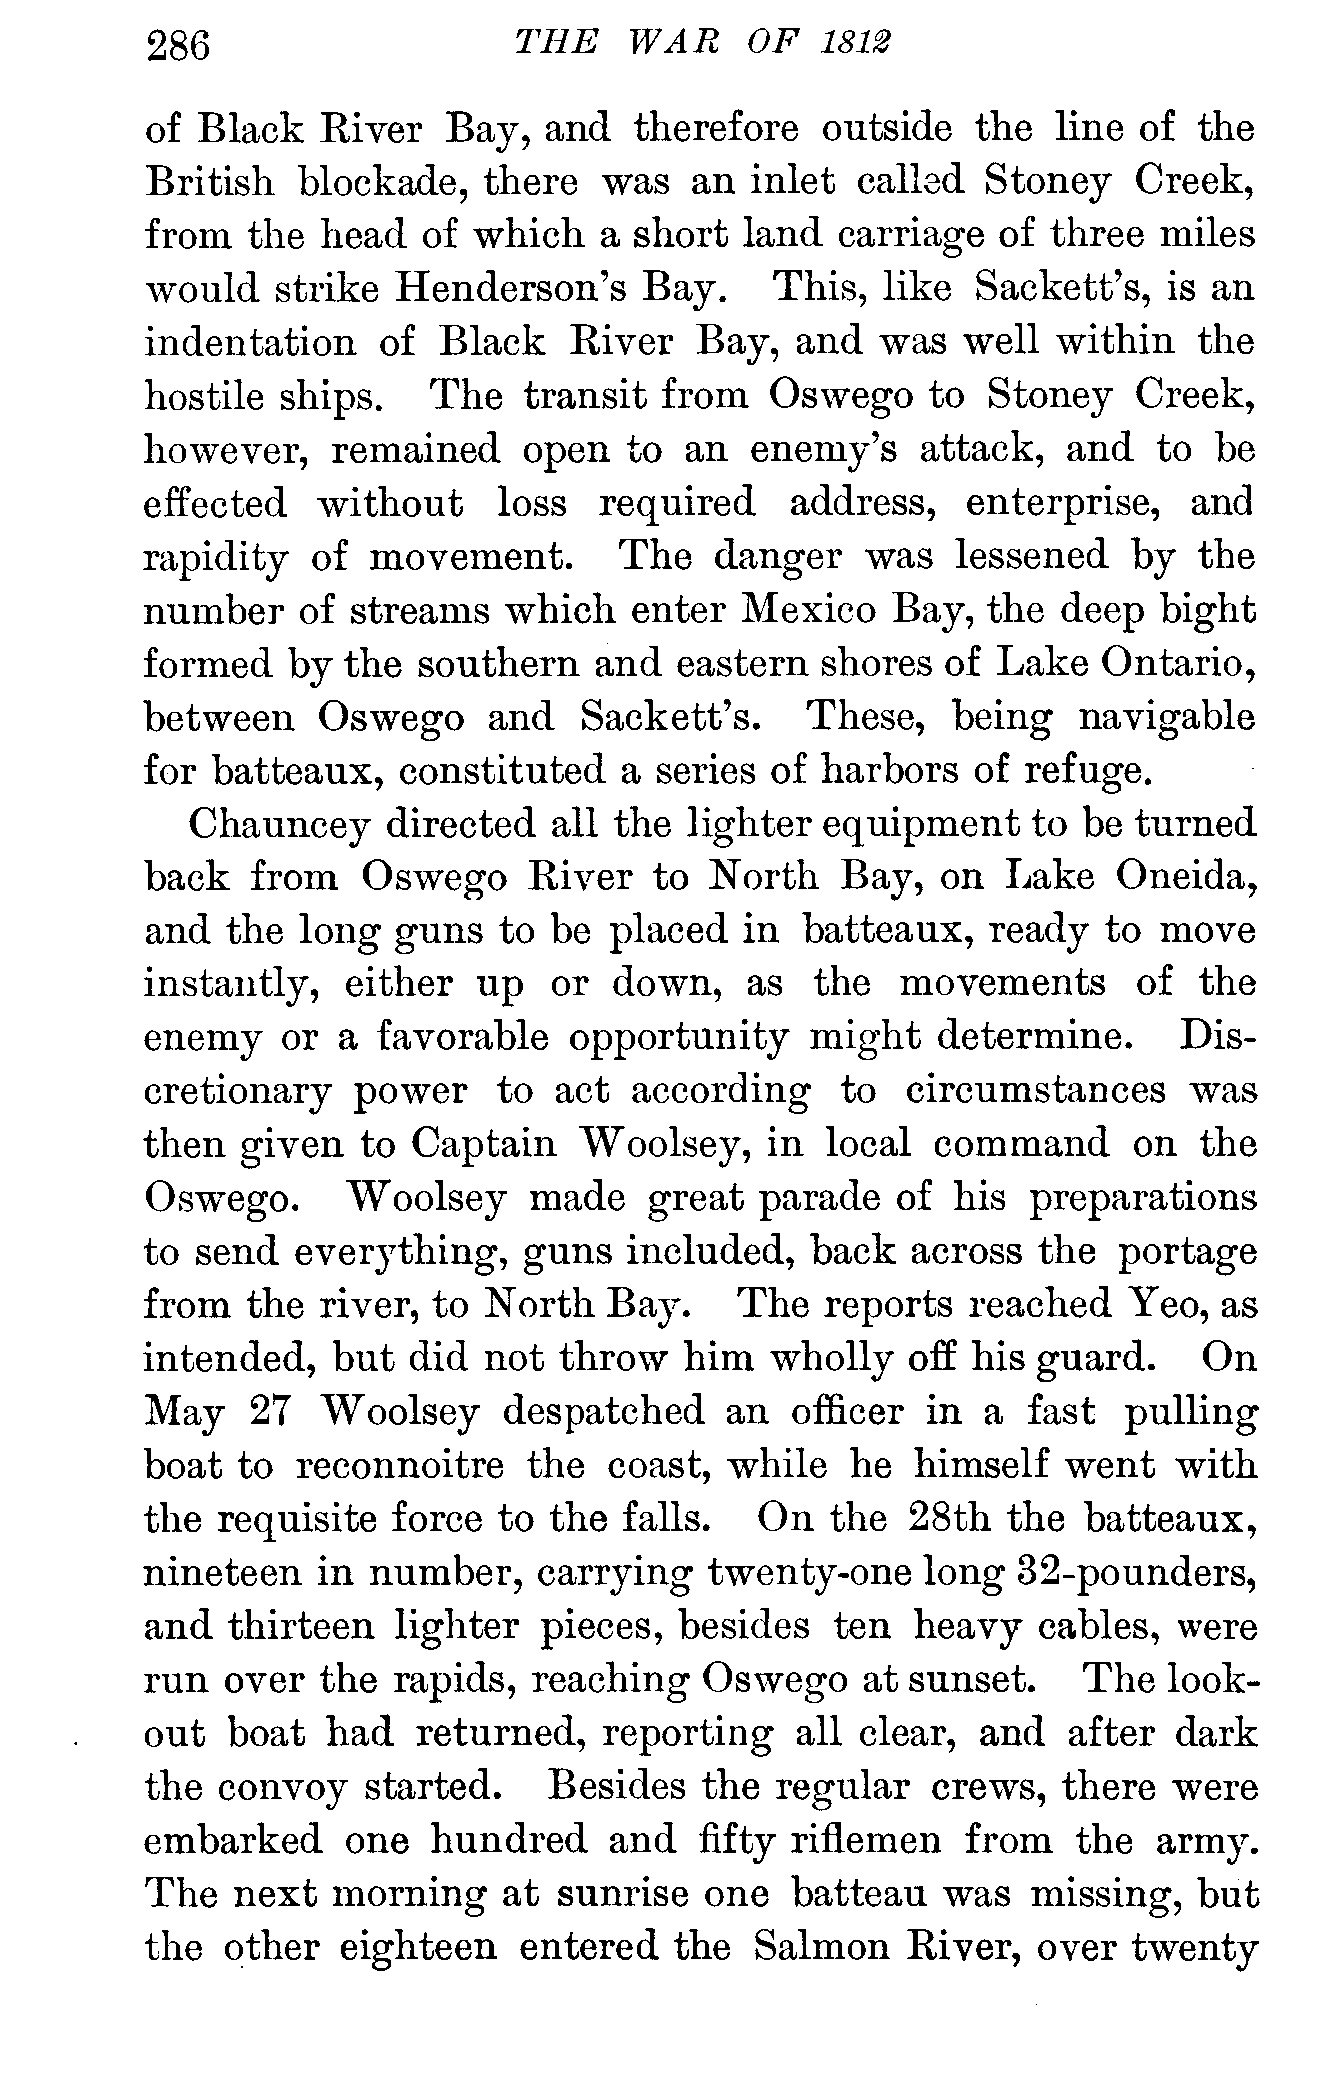 286 THE WAR OF 1812
of Black River Bay, and therefore outside the line of the
British blockade, there was an inlet called Stoney Creek,
from the head of which a short land carriage of three miles
would strike Henderson's Bay. This, like Sackett's, is an
indentation of Black River Bay, and was well within the
hostile ships. The transit from Oswego to Stoney Creek,
however, remained open to an enemy's attack, and to be
effected without loss required address, enterprise, and
rapidity of movement. The danger was lessened by the
number of streams which enter Mexico Bay, the deep bight
formed by the southern and eastern shores of Lake Ontario,
between Oswego and Sackett's. These, being navigable
for batteaux, constituted a series of harbors of refuge.
Chauncey directed all the lighter equipment to be turned
back from Oswego River to North Bay, on Lake Oneida,
and the long guns to be placed in batteaux, ready to move
instantly, either up or down, as the movements of the
enemy or a favorable opportunity might determine. Dis-
cretionary power to act according to circumstances was
then given to Captain Woolsey, in local command on the
Oswego. Woolsey made great parade of his preparations
to send everything, guns included, back across the portage
from the river, to North Bay. The reports reached Yeo, as
intended, but did not throw him wholly off his guard. On
May 27 Woolsey despatched an officer in a fast pulling
boat to reconnoitre the coast, while he himself went with
the requisite force to the falls. On the 28th the batteaux,
nineteen in number, carrying twenty-one long 32-pounders,
and thirteen lighter pieces, besides ten heavy cables, were
run over the rapids, reaching Oswego at sunset. The look-
out boat had returned, reporting all clear, and after dark
the convoy started. Besides the regular crews, there were
embarked one hundred and fifty riflemen from the army.
The next morning at sunrise one batteau was missing, but
the other eighteen entered the Salmon River, over twenty